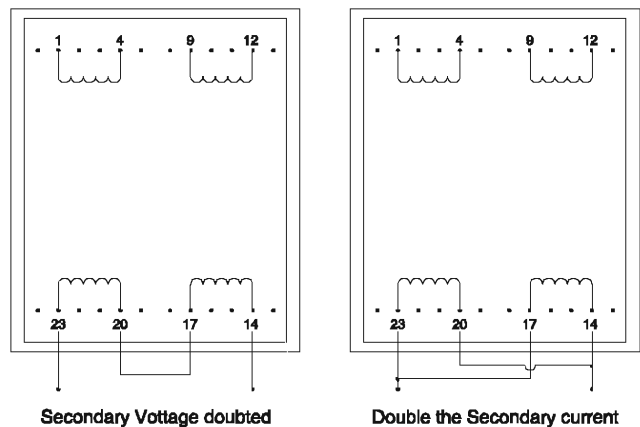 1 4 9 12
1 4 9 12
23 20 17 14
23 20 17 14
Secondary Vottage doubted
Double the Secondary current